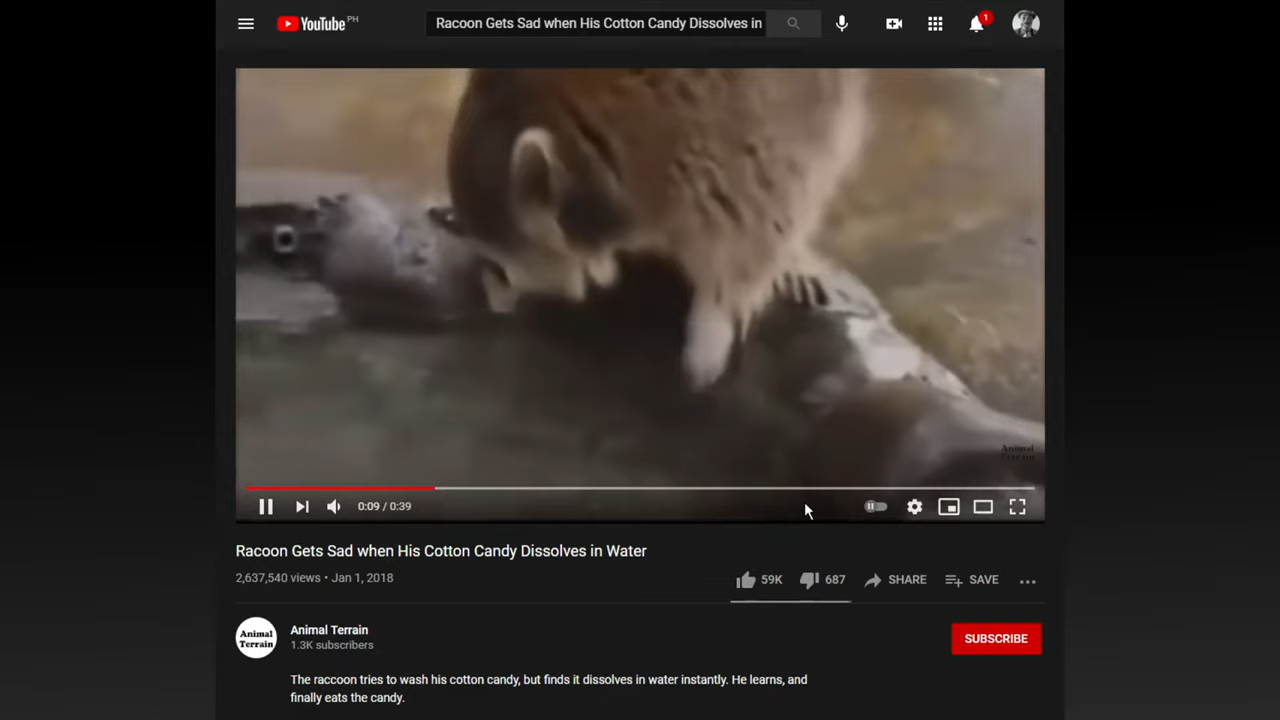 YouTube PH
Racoon Gets Sad when His Cotton Candy Dissolves in
1
Animal
Terrain
0:09 / 0:39
Racoon Gets Sad when His Cotton Candy Dissolves in Water
2,637,540 views • Jan 1, 2018
59K
687
SHARE
SAVE
Animal
Terrain
Animal Terrain
1.3K subscribers
SUBSCRIBE
The raccoon tries to wash his cotton candy, but finds it dissolves in water instantly. He learns, and
finally eats the candy.